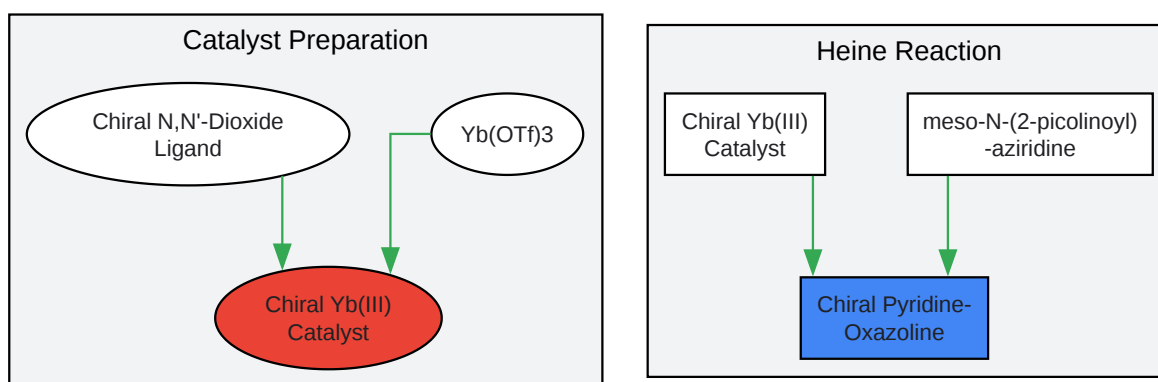 Catalyst Preparation
Chiral N,N'-Dioxide
Ligand
Yb(OTf)3
Chiral Yb(III)
Catalyst
Heine Reaction
Chiral Yb(III)
Catalyst
meso-N-(2-picolinoyl)
-aziridine
Chiral Pyridine-
Oxazoline